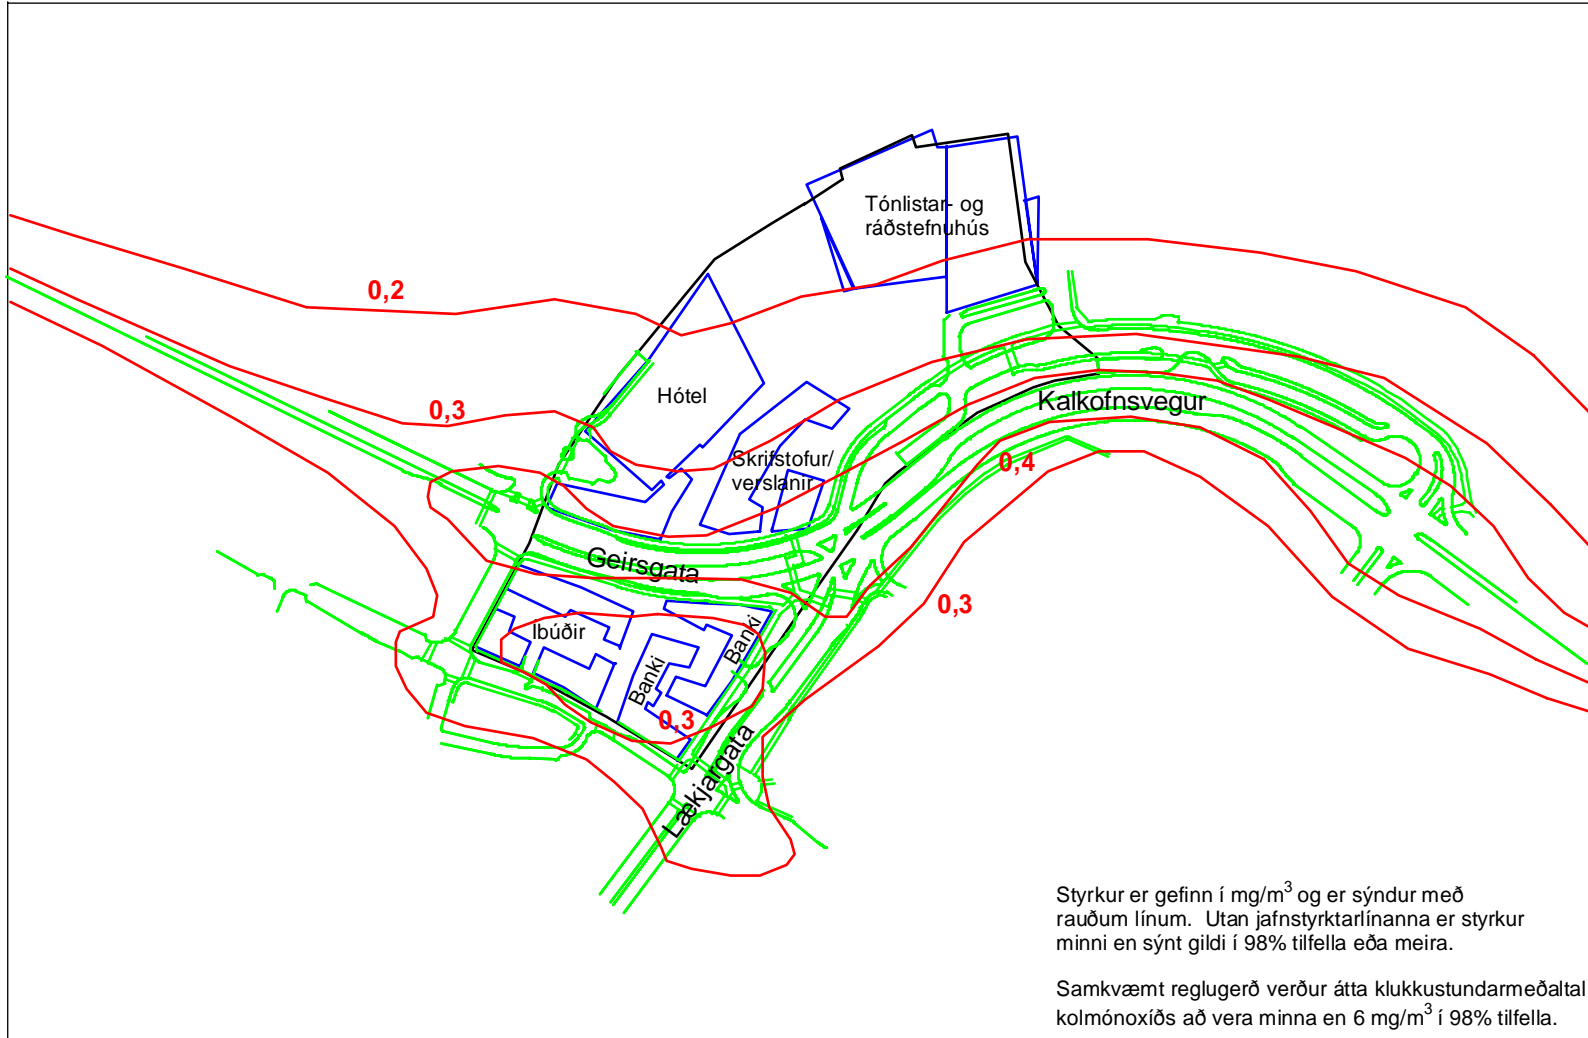 Tónlistar- og
ráðstefnuhús
0,2
Hótel
0,3
Kalkofnsvegur
Skrifstofur/
verslanir
0,4
Geirsgata
0,3
Ibúðir
Banki
Banki
0,3
Lækjargata
Styrkur er gefinn í mg/m³ og er sýndur með
rauðum línum. Utan jafnstyrktarlínanna er styrkur
minni en sýnt gildi í 98% tilfella eða meira.
Samkvæmt reglugerð verður átta klukkustundarmeðaltal
kolmónoxíðs að vera minna en 6 mg/m³ í 98% tilfella.